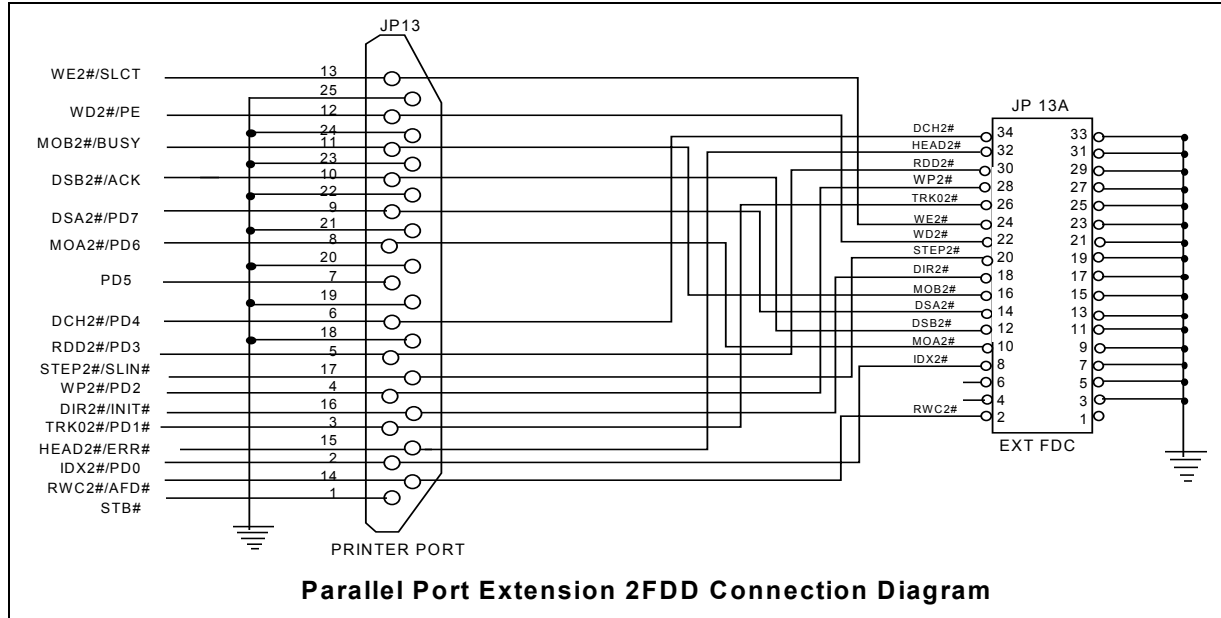 JP13
WE2#/SLCT 13
25
WD2#/PE 12
24
MOB2#/BUSY 11
23
DSB2#/ACK 10
22
DSA2#/PD7 9
21
MOA2#/PD6 8
20
PD5 7
19
DCH2#/PD4 6
18
RDD2#/PD3 5
STEP2#/SLIN# 17
WP2#/PD2 4
DIR2#/INIT# 16
TRK02#/PD1# 3
HEAD2#/ERR# 15
IDX2#/PD0 2
RWC2#/AFD# 14
STB# 1
PRINTER PORT
JP 13A
DCH2# 34 33
HEAD2# 32 31
RDD2# 30 29
WP2# 28 27
TRK02# 26 25
WE2# 24 23
WD2# 22 21
STEP2# 20 19
DIR2# 18 17
MOB2# 16 15
DSA2# 14 13
DSB2# 12 11
MOA2# 10 9
IDX2# 8 7
6 5
4 3
RWC2# 2 1
EXT FDC
Parallel Port Extension 2FDD Connection Diagram